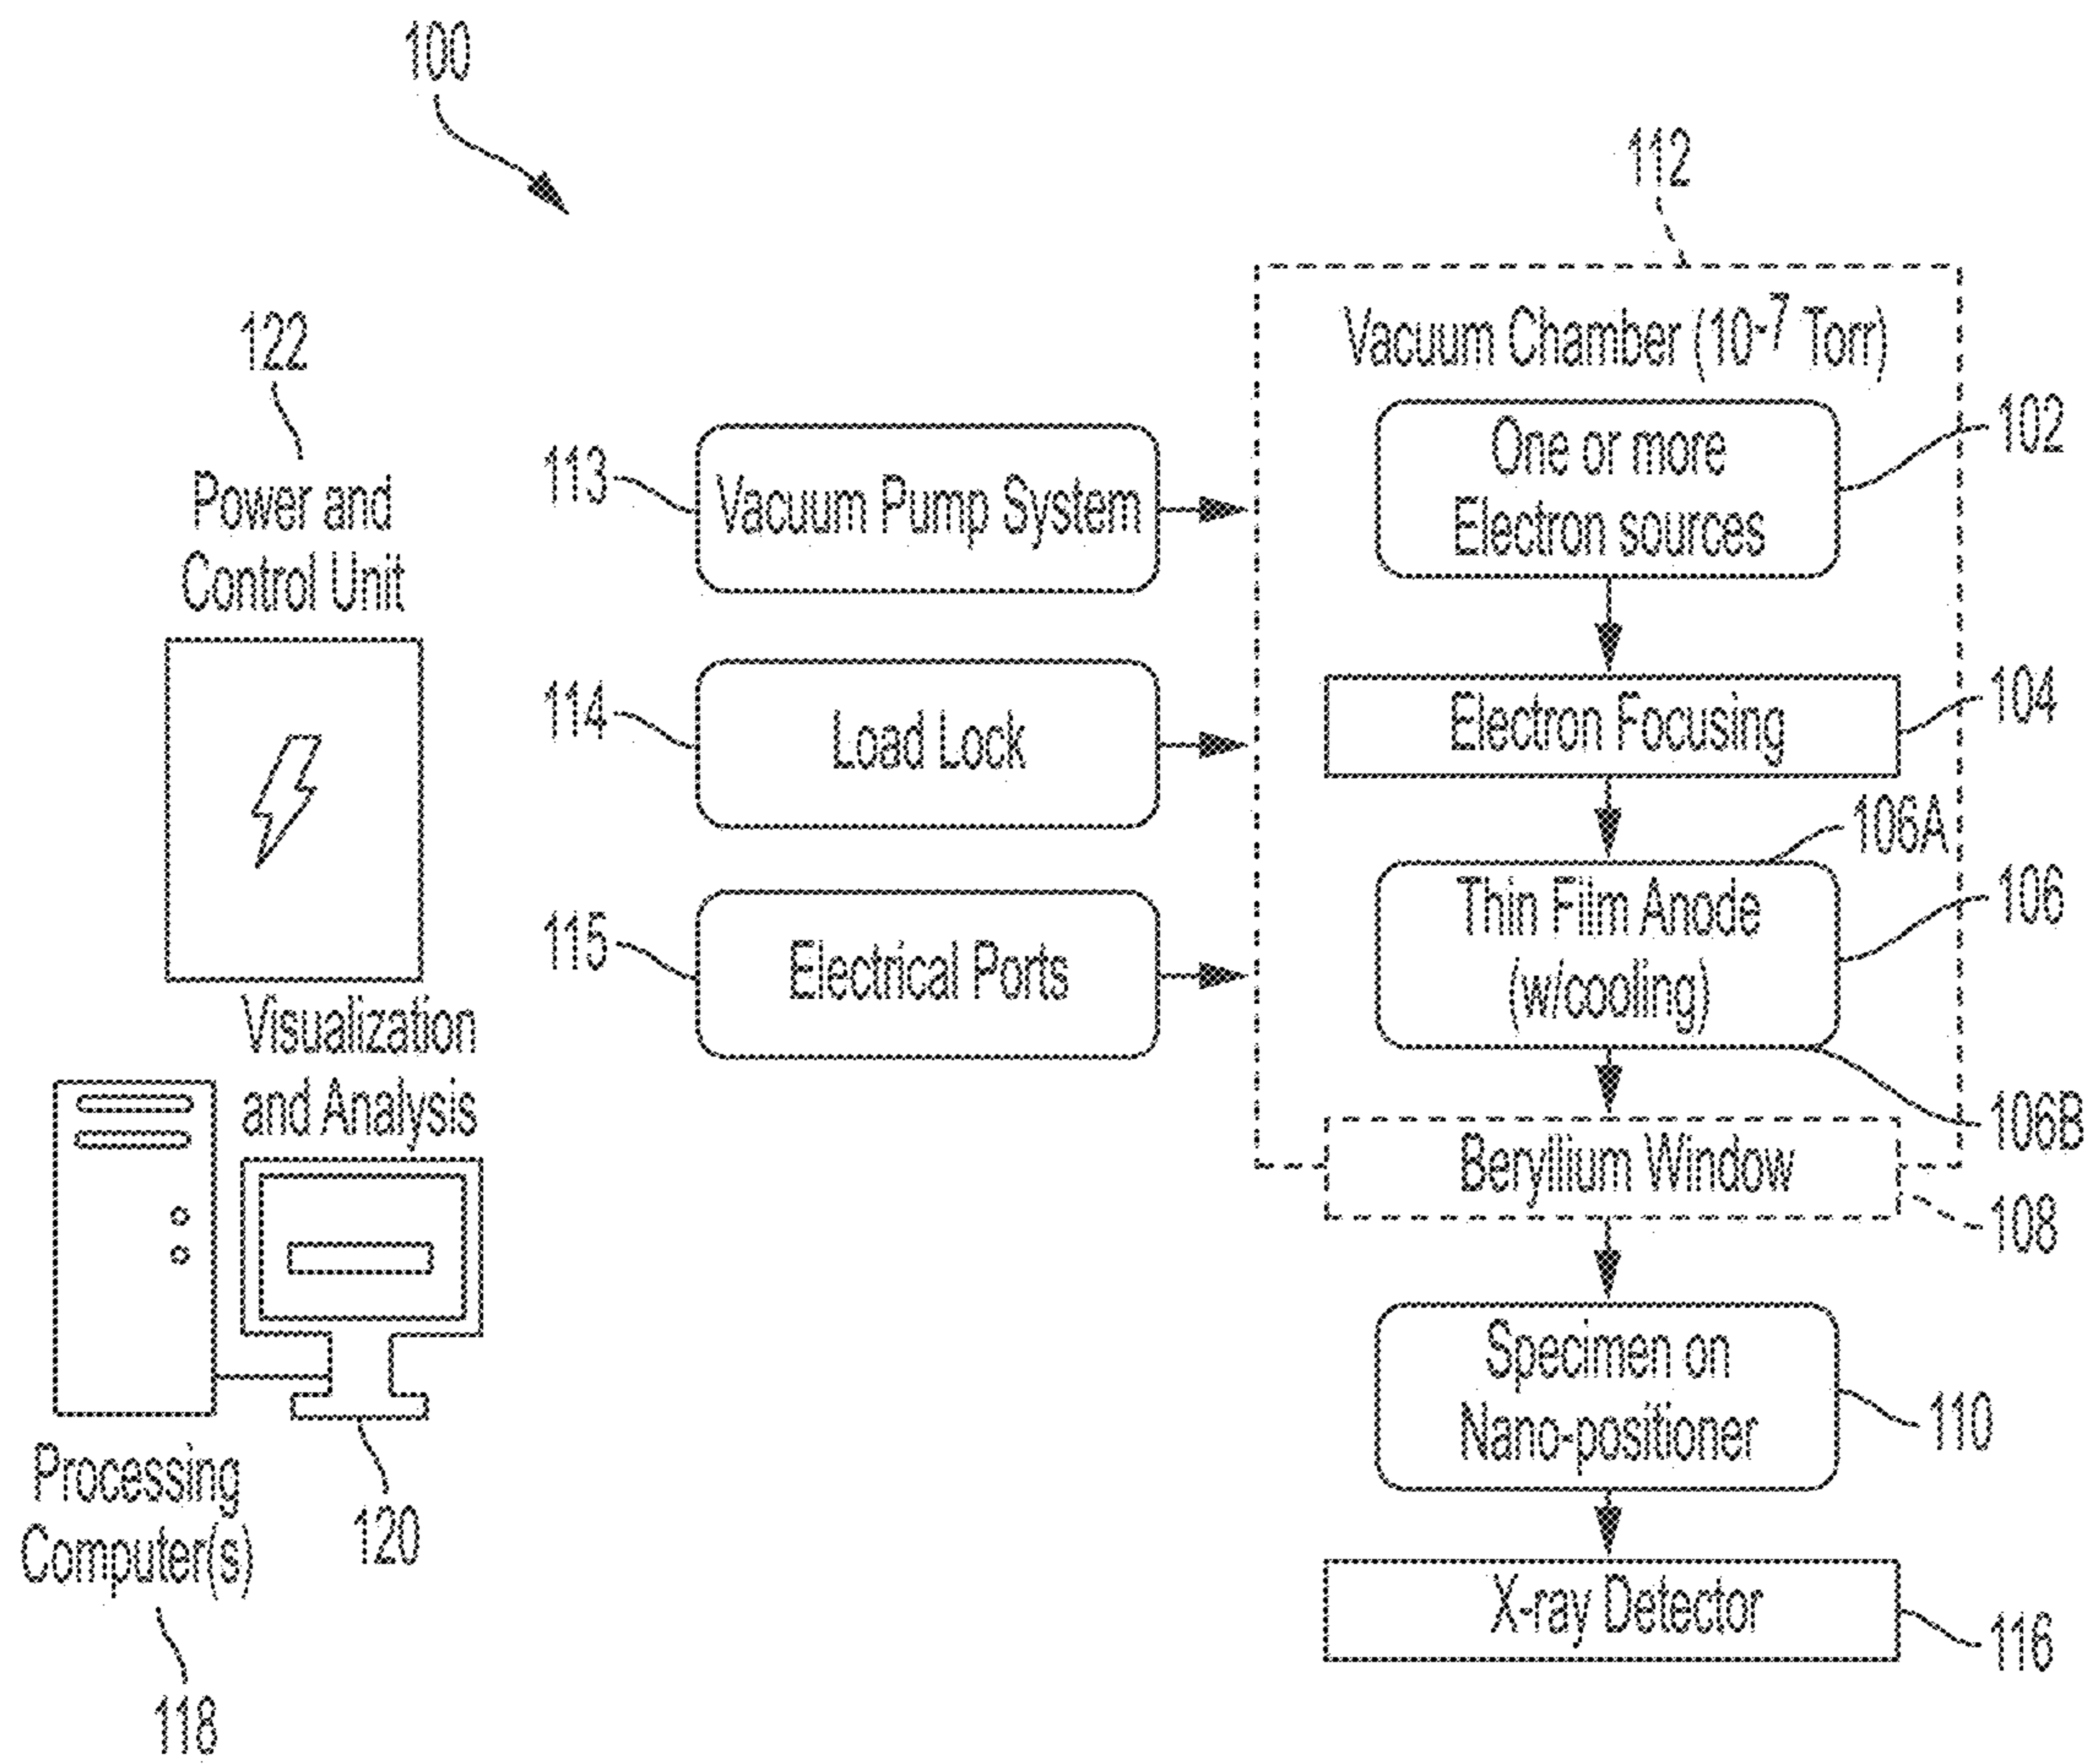 100
112
Vacuum Chamber (10-7 Torr)
122
Power and
Control Unit
113
Vacuum Pump System
One or more
Electron sources
102
114
Load Lock
Electron Focusing
104
106A
115
Electrical Ports
Thin Film Anode
(w/cooling)
106
106B
Visualization
and Analysis
Beryllium Window
108
Specimen on
Nano-positioner
110
Processing
Computer(s)
120
X-ray Detector
116
118